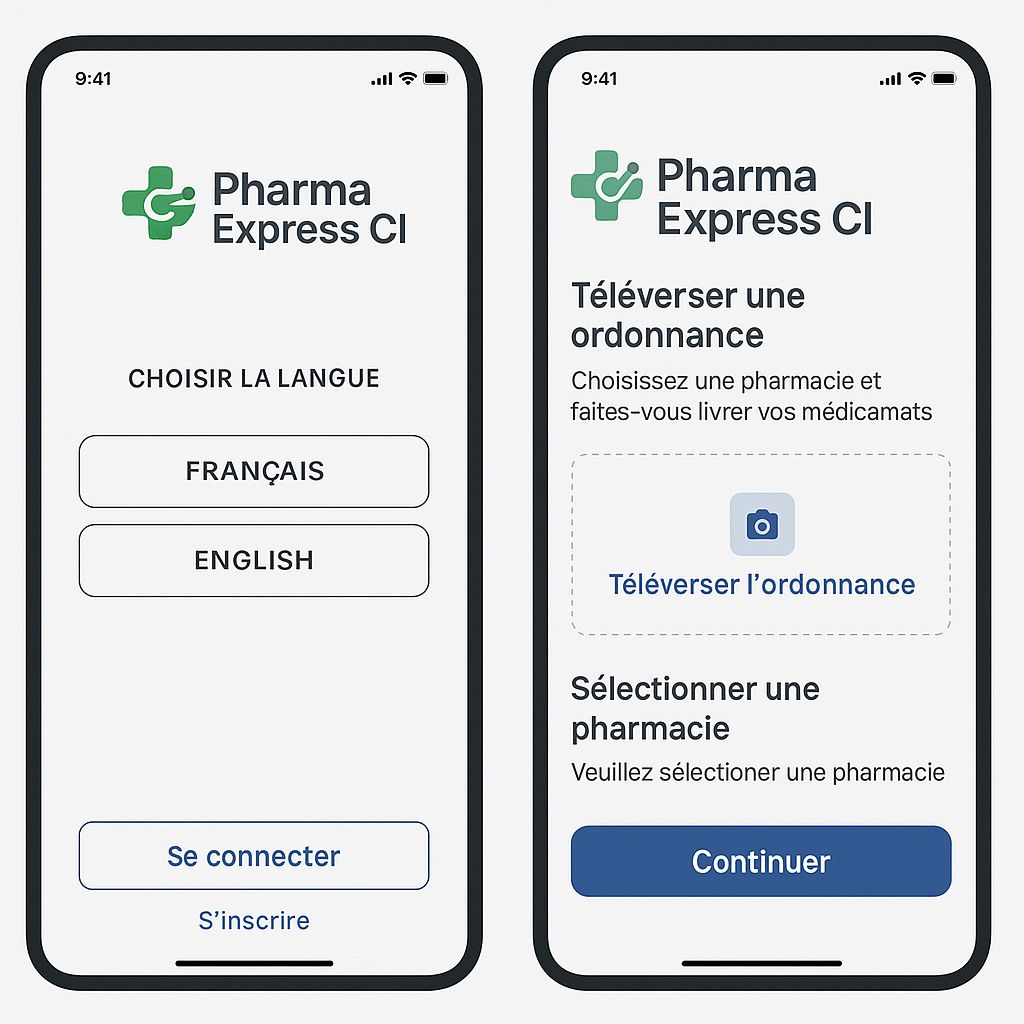 9:41
Pharma
Express CI
CHOISIR LA LANGUE
FRANÇAIS
ENGLISH
Se connecter
S'inscrire
9:41
Pharma
Express CI
Téléverser une
ordonnance
Choisissez une pharmacie et
faites-vous livrer vos médicamats
Téléverser l'ordonnance
Sélectionner une
pharmacie
Veuillez sélectioner une pharmacie
Continuer